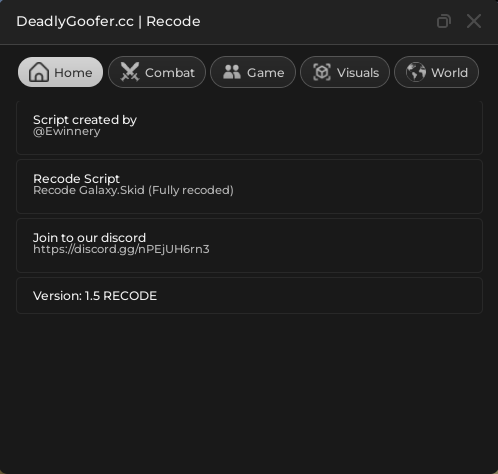 DeadlyGoofer.cc | Recode
Home
Combat
Game
Visuals
World
Script created by
@Ewinnery
Recode Script
Recode Galaxy.Skid (Fully recoded)
Join to our discord
https://discord.gg/nPEjUH6rn3
Version: 1.5 RECODE